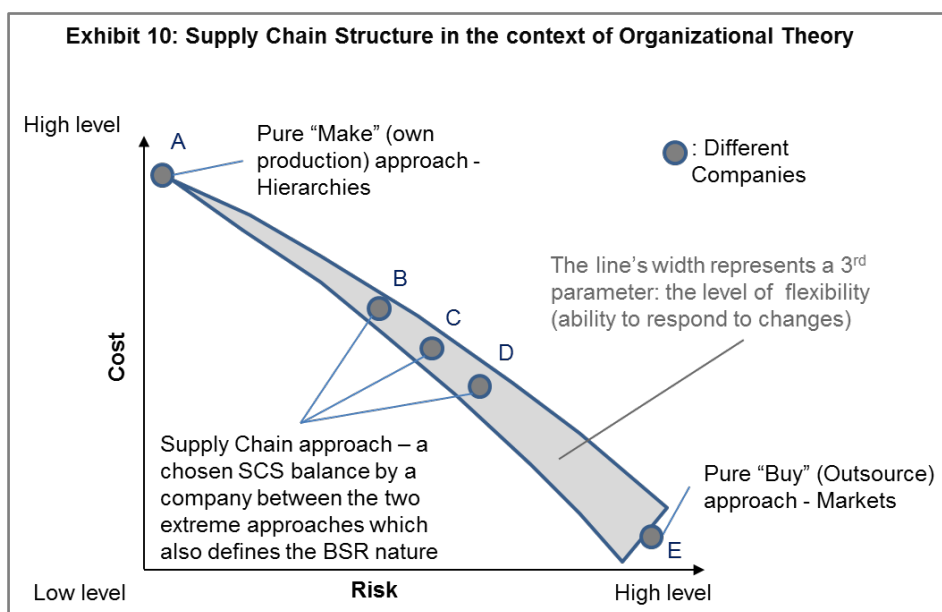 Exhibit 10: Supply Chain Structure in the context of Organizational Theory
High level
A
Pure “Make” (own
production) approach -
Hierarchies
: Different
Companies
The line’s width represents a 3rd
parameter: the level of flexibility
(ability to respond to changes)
B
C
D
Cost
Supply Chain approach – a
chosen SCS balance by a
company between the two
extreme approaches which
also defines the BSR nature
Pure “Buy” (Outsource)
approach - Markets
E
Low level
Risk
High level